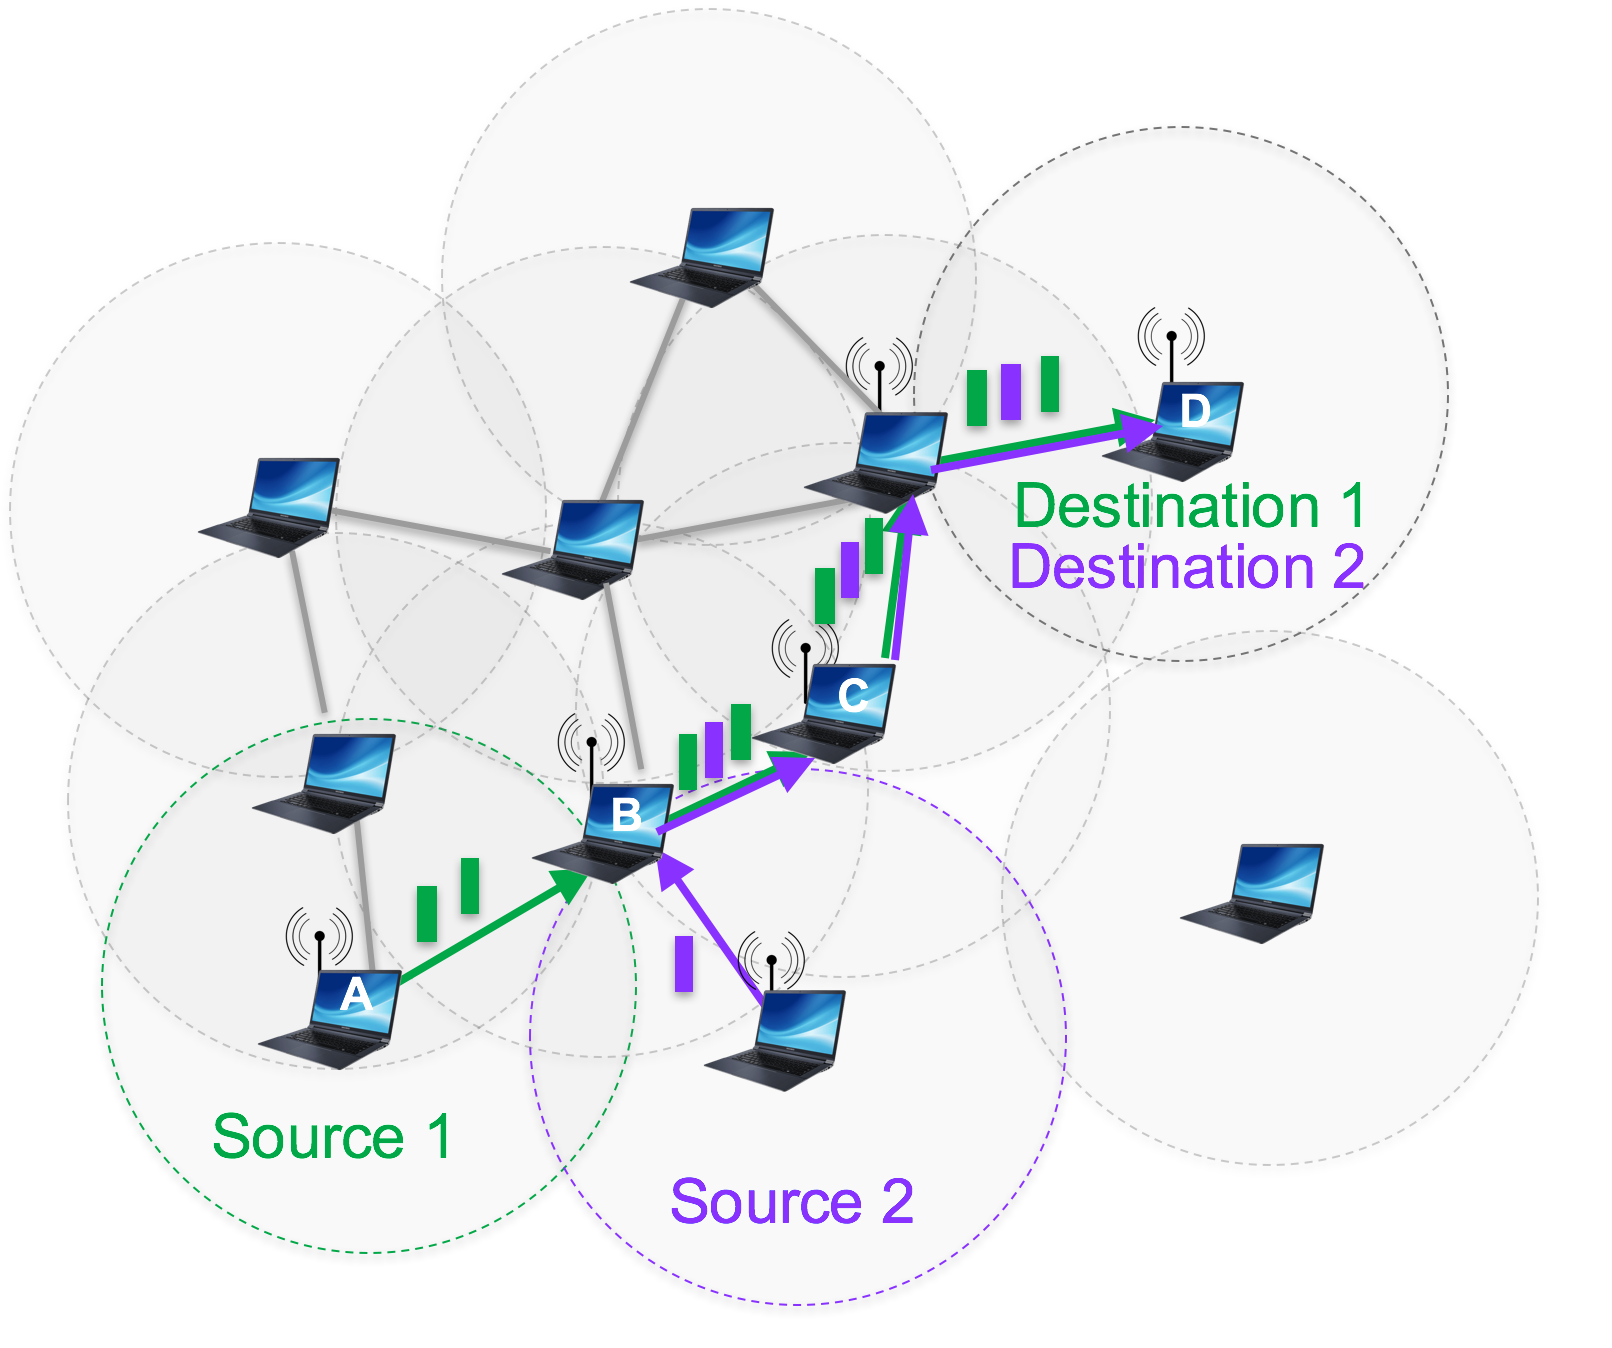 D
Destination 1
Destination 2
C
B
A
Source 1
Source 2